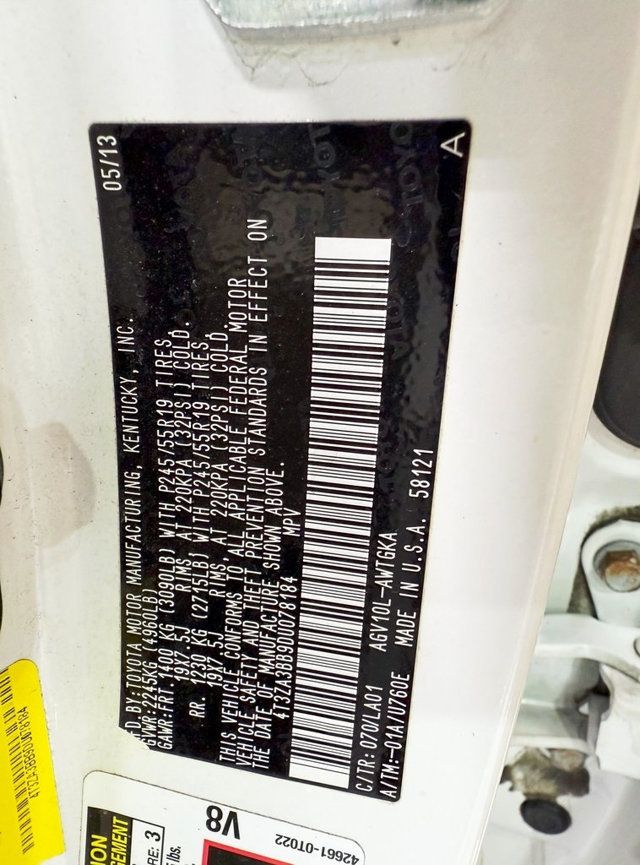 MFD. BY: TOYOTA MOTOR MANUFACTURING, KENTUCKY, INC. 05/13
GVWR: 2245KG (4960LB)
GAWR: FRT. 1400 KG (3090LB) WITH P245/55R19 TIRES,
19X7.5J RIMS, AT 220KPA (32PSI) COLD.
RR. 1230 KG (2715LB) WITH P245/55R19 TIRES,
19X7.5J RIMS, AT 220KPA (32PSI) COLD.
THIS VEHICLE CONFORMS TO ALL APPLICABLE FEDERAL MOTOR
VEHICLE SAFETY AND THEFT PREVENTION STANDARDS IN EFFECT ON
THE DATE OF MANUFACTURE SHOWN ABOVE.
4T3ZA3BB9DU078184 MPV
C/TR: 070/LA01 AGV10L-AWTGKA
A/TM: -01A/U760E MADE IN U.S.A. 58121
A
4T3ZA3BB9DU078184
V8
42661-0T022
3
lbs.